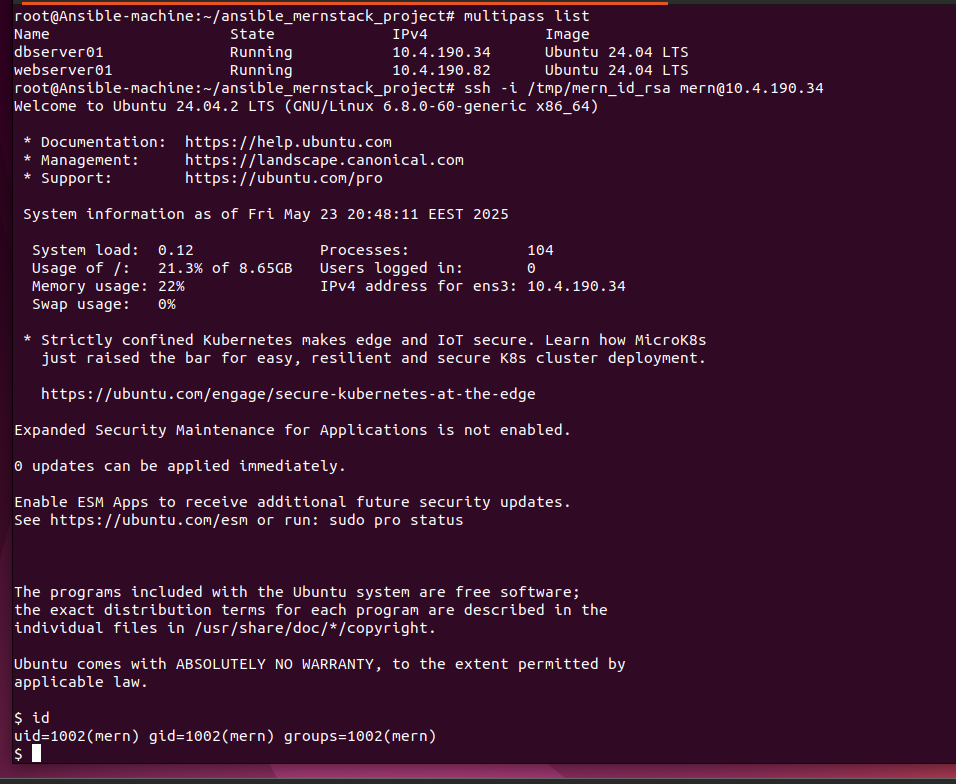 root@Ansible-machine:~/ansible_mernstack_project# multipass list
Name                    State             IPv4             Image
dbserver01              Running           10.4.190.34      Ubuntu 24.04 LTS
webserver01             Running           10.4.190.82      Ubuntu 24.04 LTS
root@Ansible-machine:~/ansible_mernstack_project# ssh -i /tmp/mern_id_rsa mern@10.4.190.34
Welcome to Ubuntu 24.04.2 LTS (GNU/Linux 6.8.0-60-generic x86_64)

 * Documentation:  https://help.ubuntu.com
 * Management:     https://landscape.canonical.com
 * Support:        https://ubuntu.com/pro

 System information as of Fri May 23 20:48:11 EEST 2025

  System load:  0.12              Processes:             104
  Usage of /:   21.3% of 8.65GB   Users logged in:       0
  Memory usage: 22%               IPv4 address for ens3: 10.4.190.34
  Swap usage:   0%

 * Strictly confined Kubernetes makes edge and IoT secure. Learn how MicroK8s
   just raised the bar for easy, resilient and secure K8s cluster deployment.

   https://ubuntu.com/engage/secure-kubernetes-at-the-edge

Expanded Security Maintenance for Applications is not enabled.

0 updates can be applied immediately.

Enable ESM Apps to receive additional future security updates.
See https://ubuntu.com/esm or run: sudo pro status

The programs included with the Ubuntu system are free software;
the exact distribution terms for each program are described in the
individual files in /usr/share/doc/*/copyright.

Ubuntu comes with ABSOLUTELY NO WARRANTY, to the extent permitted by
applicable law.

$ id
uid=1002(mern) gid=1002(mern) groups=1002(mern)
$